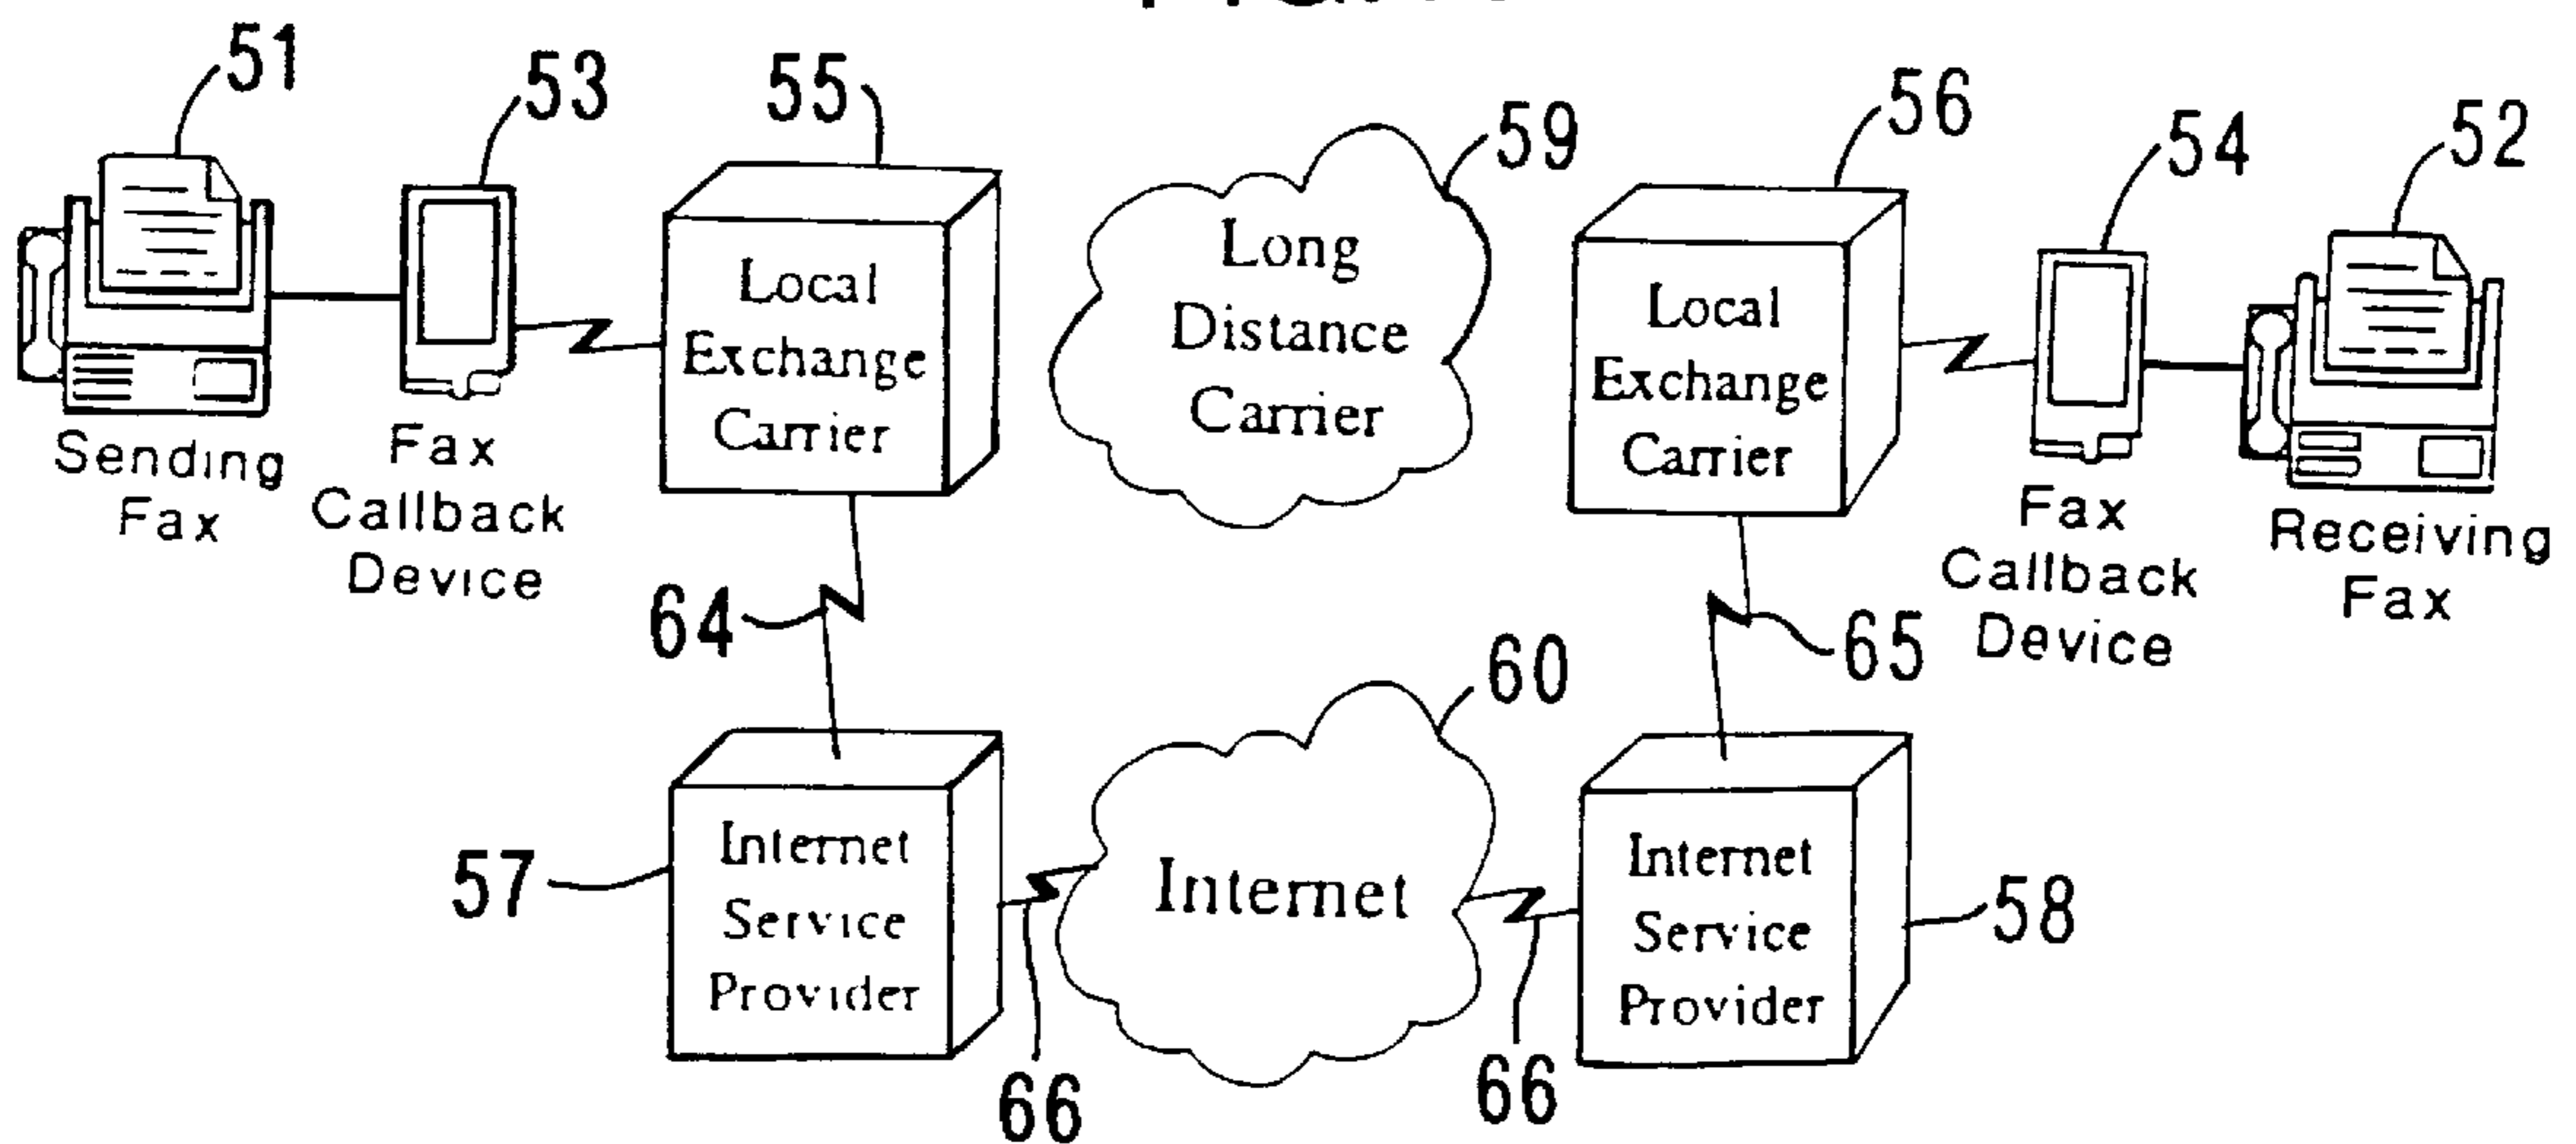 51
53
55
59
56
54
52
Sending
Fax
Fax
Callback
Device
Local
Exchange
Carrier
Long
Distance
Carrier
Local
Exchange
Carrier
Fax
Callback
Device
Receiving
Fax
64
65
60
57
Internet
Service
Provider
Internet
Internet
Service
Provider
58
66
66